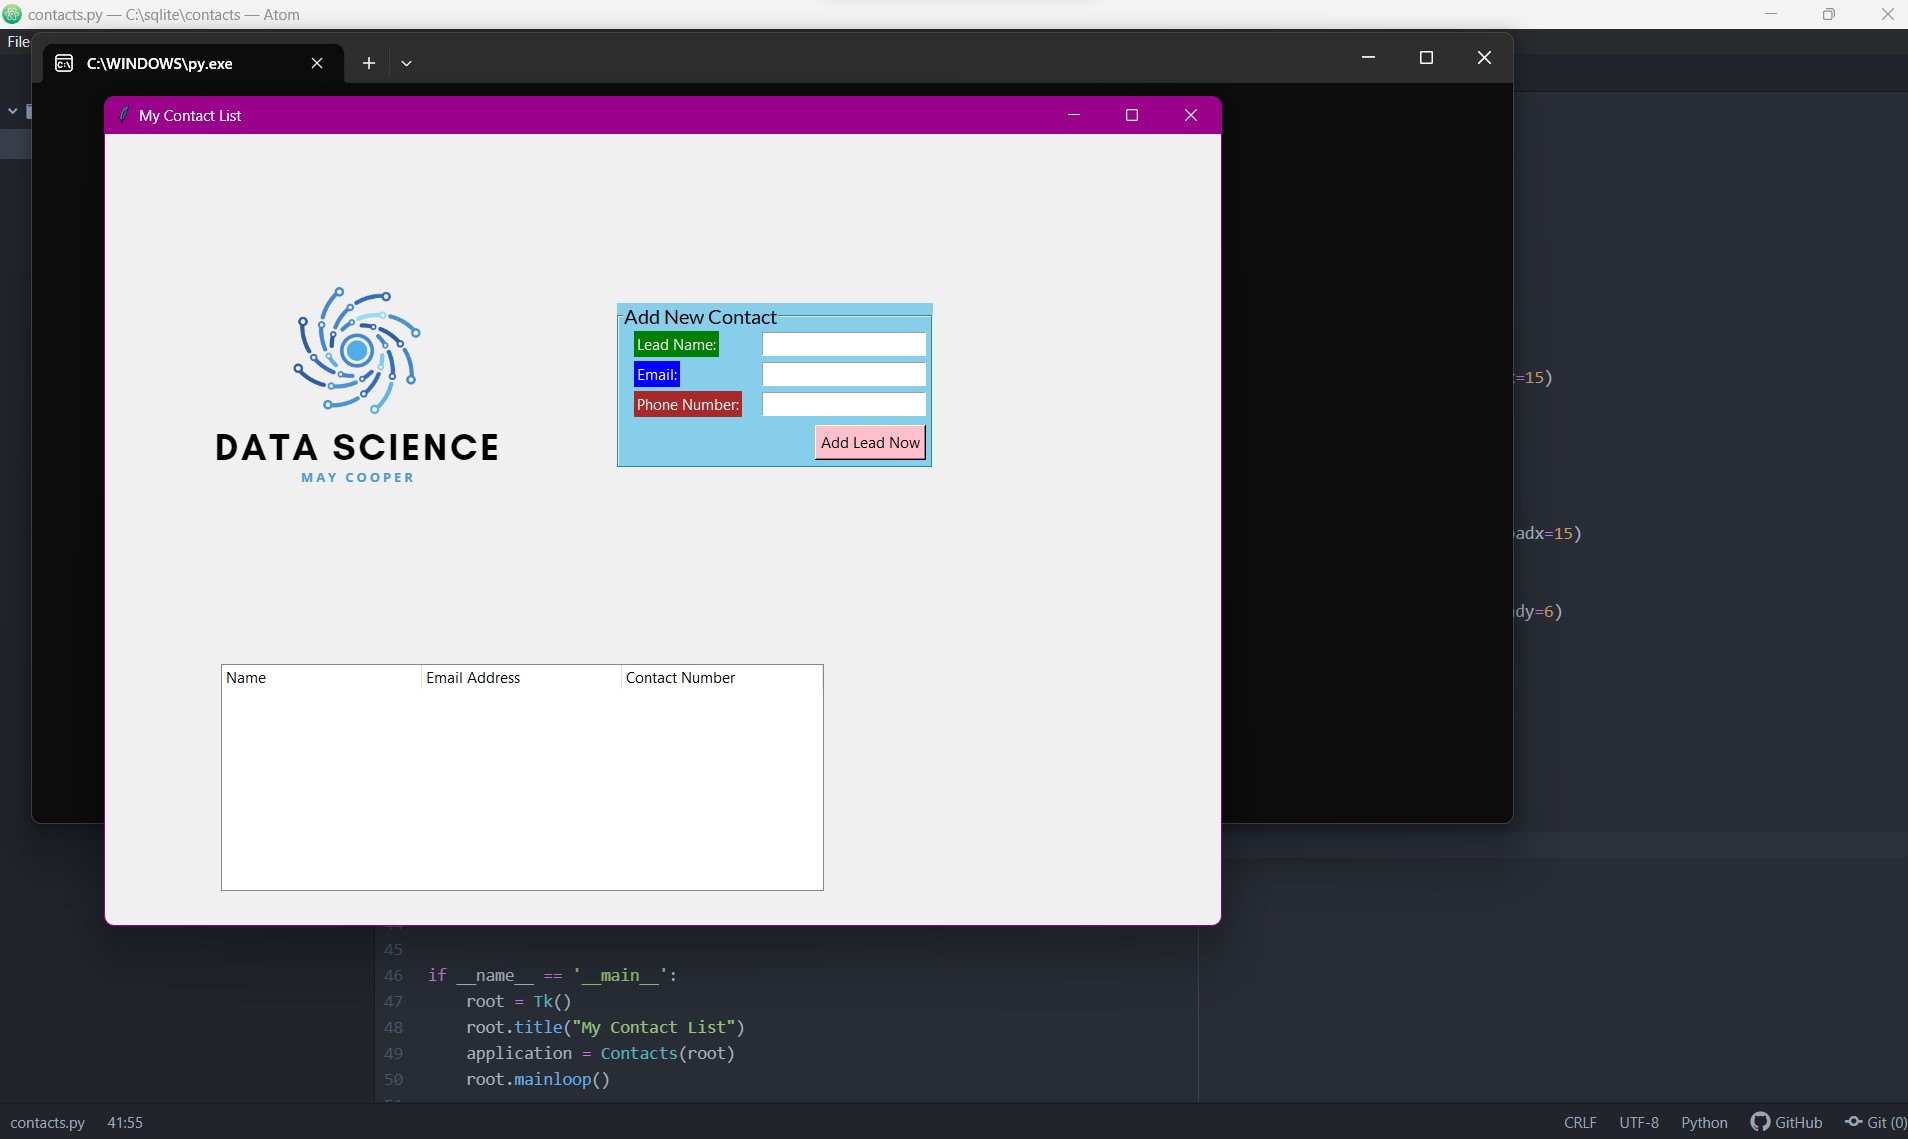 contacts.py — C:\sqlite\contacts — Atom
File
C:\WINDOWS\py.exe
My Contact List
Add New Contact
Lead Name:
Email:
Phone Number:
Add Lead Now
DATA SCIENCE
MAY COOPER
=15)
adx=15)
dy=6)
Name Email Address Contact Number
45
46 if __name__ == '__main__':
47 root = Tk()
48 root.title("My Contact List")
49 application = Contacts(root)
50 root.mainloop()
contacts.py 41:55 CRLF UTF-8 Python GitHub Git (0)